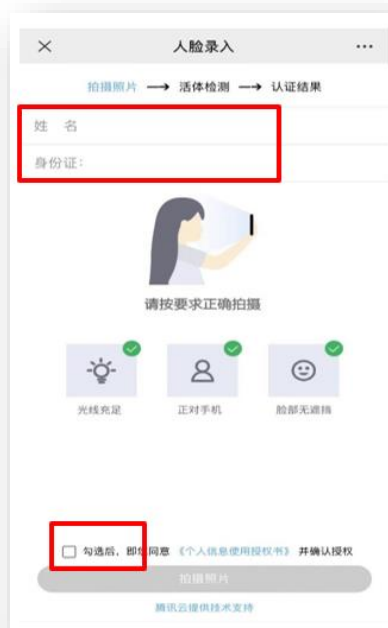 人脸录入
拍摄照片 → 活体检测 → 认证结果
姓 名
身份证:
请按要求正确拍摄
光线充足 正对手机 脸部无遮挡
勾选后，即您同意 《个人信息使用授权书》 并确认授权
拍摄照片
腾讯云提供技术支持